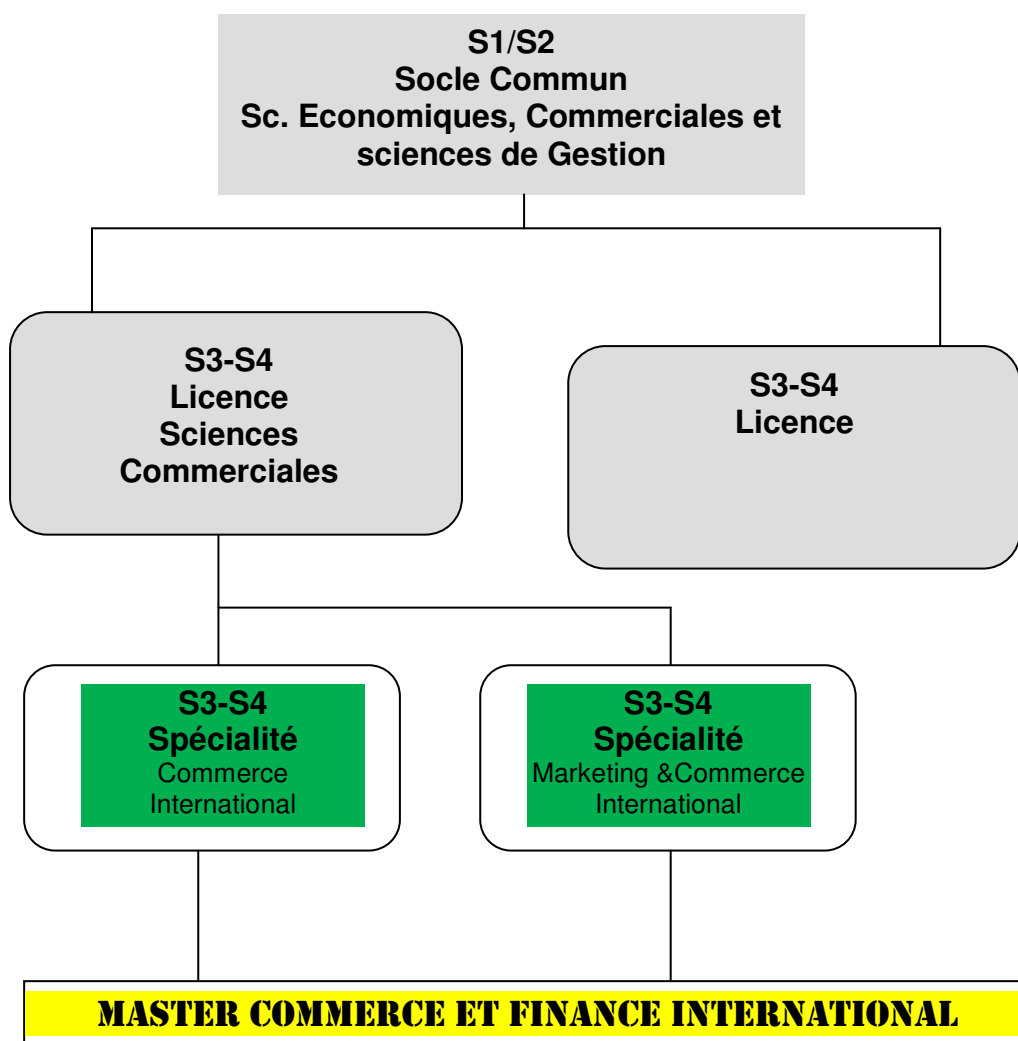 S1/S2
Socle Commun
Sc. Economiques, Commerciales et
sciences de Gestion
S3-S4
Licence
Sciences
Commerciales
S3-S4
Licence
S3-S4
Spécialité
Commerce
International
S3-S4
Spécialité
Marketing &Commerce
International
MASTER COMMERCE ET FINANCE INTERNATIONAL